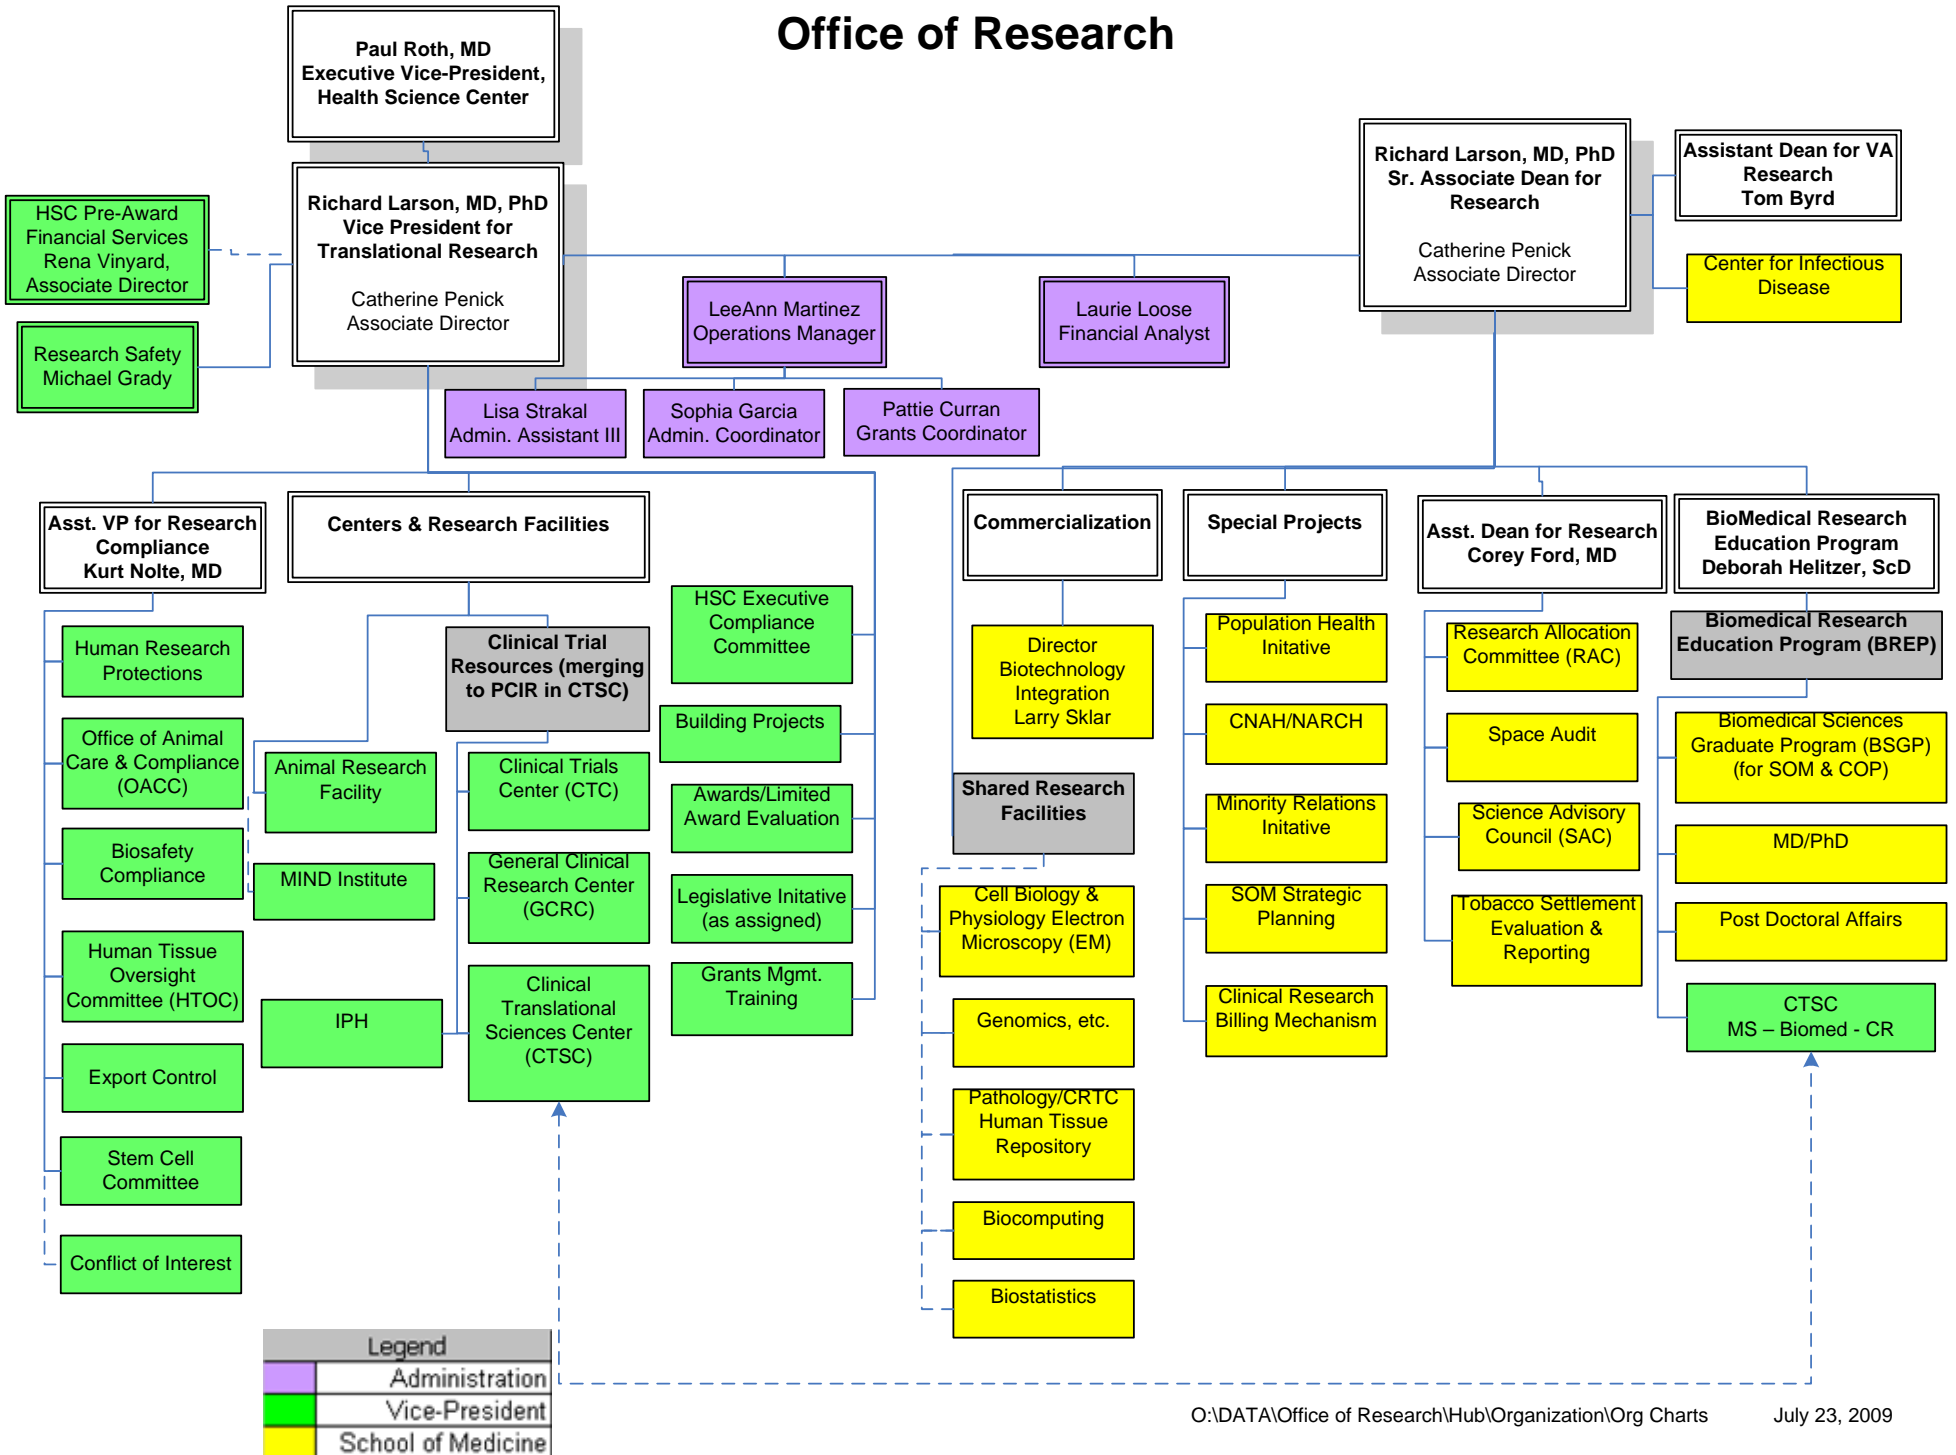 Office of Research
Paul Roth, MD
Executive Vice-President,
Health Science Center
Richard Larson, MD, PhD
Vice President for
Translational Research
Catherine Penick
Associate Director
HSC Pre-Award
Financial Services
Rena Vinyard,
Associate Director
Research Safety
Michael Grady
LeeAnn Martinez
Operations Manager
Laurie Loose
Financial Analyst
Richard Larson, MD, PhD
Sr. Associate Dean for
Research
Catherine Penick
Associate Director
Assistant Dean for VA
Research
Tom Byrd
Center for Infectious
Disease
Lisa Strakal
Admin. Assistant III
Sophia Garcia
Admin. Coordinator
Pattie Curran
Grants Coordinator
Asst. VP for Research
Compliance
Kurt Nolte, MD
Human Research
Protections
Office of Animal
Care & Compliance
(OACC)
Biosafety
Compliance
Human Tissue
Oversight
Committee (HTOC)
Export Control
Stem Cell
Committee
Conflict of Interest
Centers & Research Facilities
Animal Research
Facility
MIND Institute
IPH
Clinical Trial
Resources (merging
to PCIR in CTSC)
Clinical Trials
Center (CTC)
General Clinical
Research Center
(GCRC)
Clinical
Translational
Sciences Center
(CTSC)
HSC Executive
Compliance
Committee
Building Projects
Awards/Limited
Award Evaluation
Legislative Initative
(as assigned)
Grants Mgmt.
Training
Commercialization
Director
Biotechnology
Integration
Larry Sklar
Shared Research
Facilities
Cell Biology &
Physiology Electron
Microscopy (EM)
Genomics, etc.
Pathology/CRTC
Human Tissue
Repository
Biocomputing
Biostatistics
Special Projects
Population Health
Initative
CNAH/NARCH
Minority Relations
Initative
SOM Strategic
Planning
Clinical Research
Billing Mechanism
Asst. Dean for Research
Corey Ford, MD
Research Allocation
Committee (RAC)
Space Audit
Science Advisory
Council (SAC)
Tobacco Settlement
Evaluation &
Reporting
BioMedical Research
Education Program
Deborah Helitzer, ScD
Biomedical Research
Education Program (BREP)
Biomedical Sciences
Graduate Program (BSGP)
(for SOM & COP)
MD/PhD
Post Doctoral Affairs
CTSC
MS – Biomed - CR
Legend
Administration
Vice-President
School of Medicine
O:\DATA\Office of Research\Hub\Organization\Org Charts
July 23, 2009